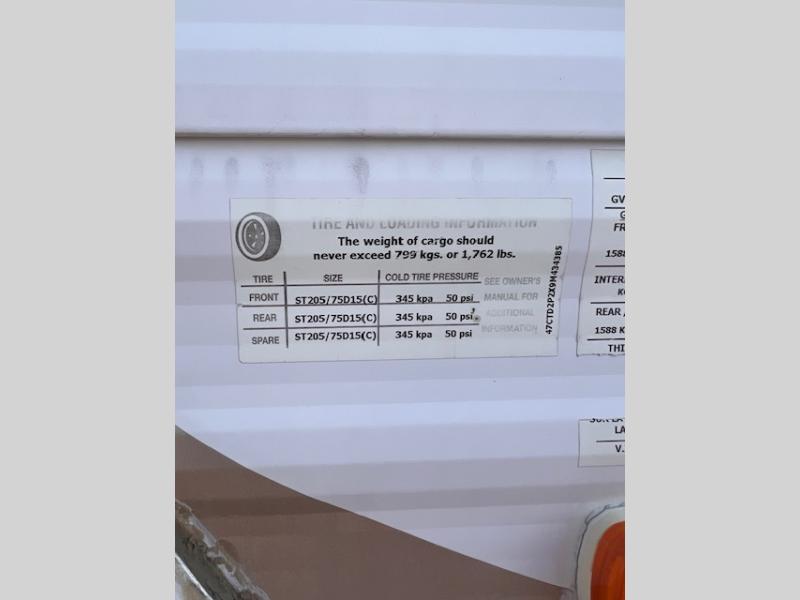 TIRE AND LOADING INFORMATION
The weight of cargo should
never exceed 799 kgs. or 1,762 lbs.
TIRE SIZE COLD TIRE PRESSURE SEE OWNER'S
FRONT ST205/75D15(C) 345 kpa 50 psi MANUAL FOR
REAR ST205/75D15(C) 345 kpa 50 psi ADDITIONAL
SPARE ST205/75D15(C) 345 kpa 50 psi INFORMATION
47CTD2P2X9M434385
GV
G
FR
1588
INTER
K
REAR
1588 K
THI
LA
V.